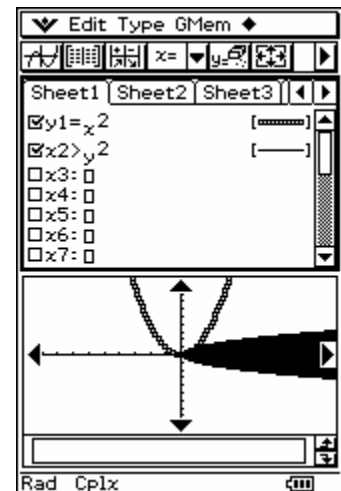 Edit Type GMem ◆
x= y=
Sheet1 Sheet2 Sheet3
☑y1=x²
☑x2>y²
☐x3:▯
☐x4:▯
☐x5:▯
☐x6:▯
☐x7:▯
Rad Cplx